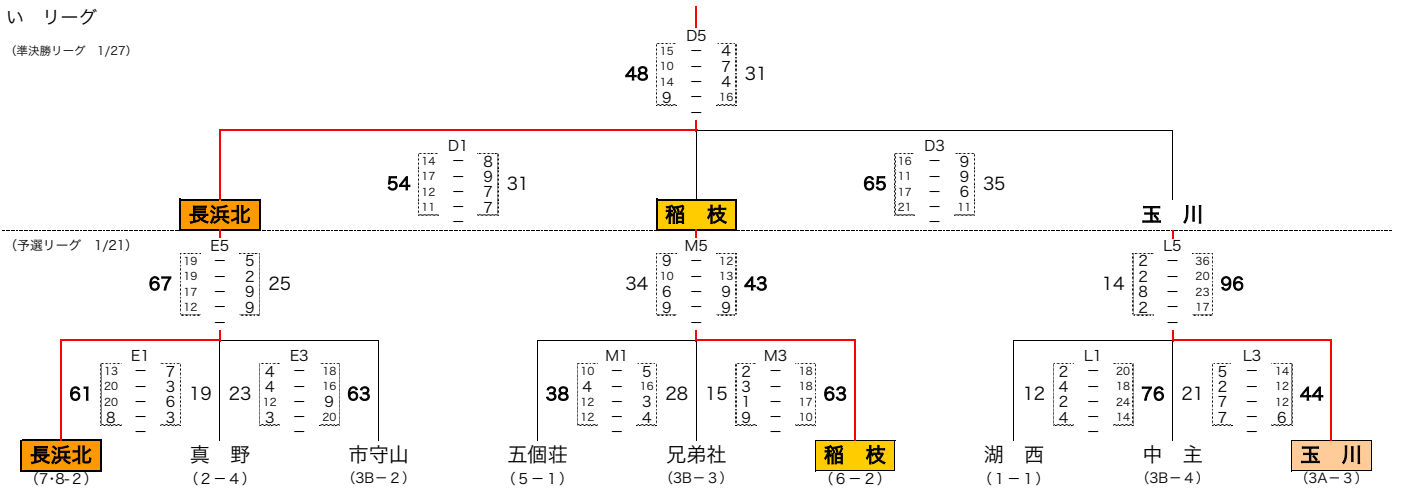 い リーグ
(準決勝リーグ 1/27)
D5
15 - 4
10 - 7
48 31
14 - 4
9 - 16
-
D1 D3
14 - 8 16 - 9
17 - 9 11 - 9
54 31 65 35
12 - 7 17 - 6
11 - 7 21 - 11
- -
長浜北 稲 枝 玉 川
(予選リーグ 1/21) E5 M5 L5
19 - 5 9 - 12 2 - 36
19 - 2 10 - 13 2 - 20
67 25 34 43 14 96
17 - 9 6 - 9 8 - 23
12 - 9 9 - 9 2 - 17
- - -
E1 E3 M1 M3 L1 L3
13 - 7 4 - 18 10 - 5 2 - 18 2 - 20 5 - 14
20 - 3 4 - 16 4 - 16 3 - 18 4 - 18 2 - 12
61 19 23 63 38 28 15 63 12 76 21 44
20 - 6 12 - 9 12 - 3 1 - 17 2 - 24 7 - 12
8 - 3 3 - 20 12 - 4 9 - 10 4 - 14 7 - 6
- - - - - -
長浜北 真 野 市守山 五個荘 兄弟社 稲 枝 湖 西 中 主 玉 川
(7・8-2) (2-4) (3B-2) (5-1) (3B-3) (6-2) (1-1) (3B-4) (3A-3)